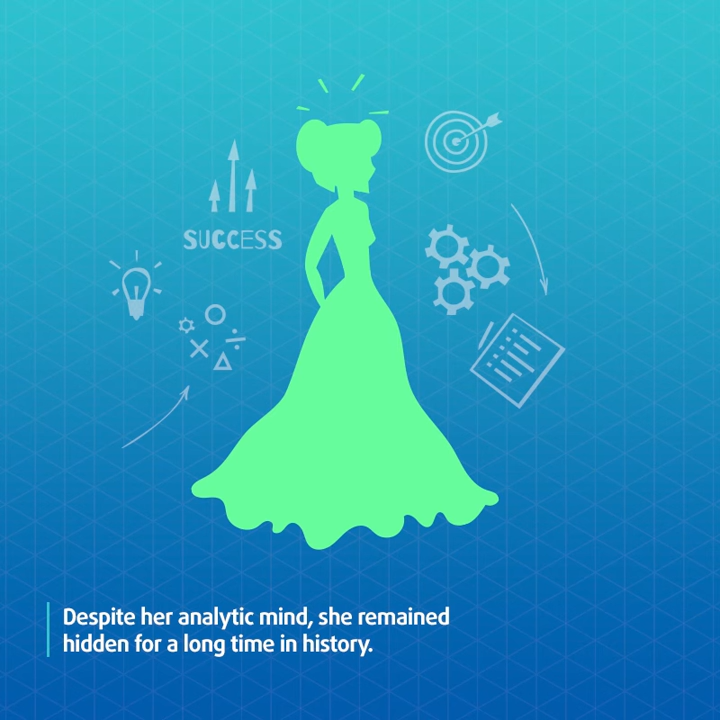 SUCCESS
Despite her analytic mind, she remained
hidden for a long time in history.